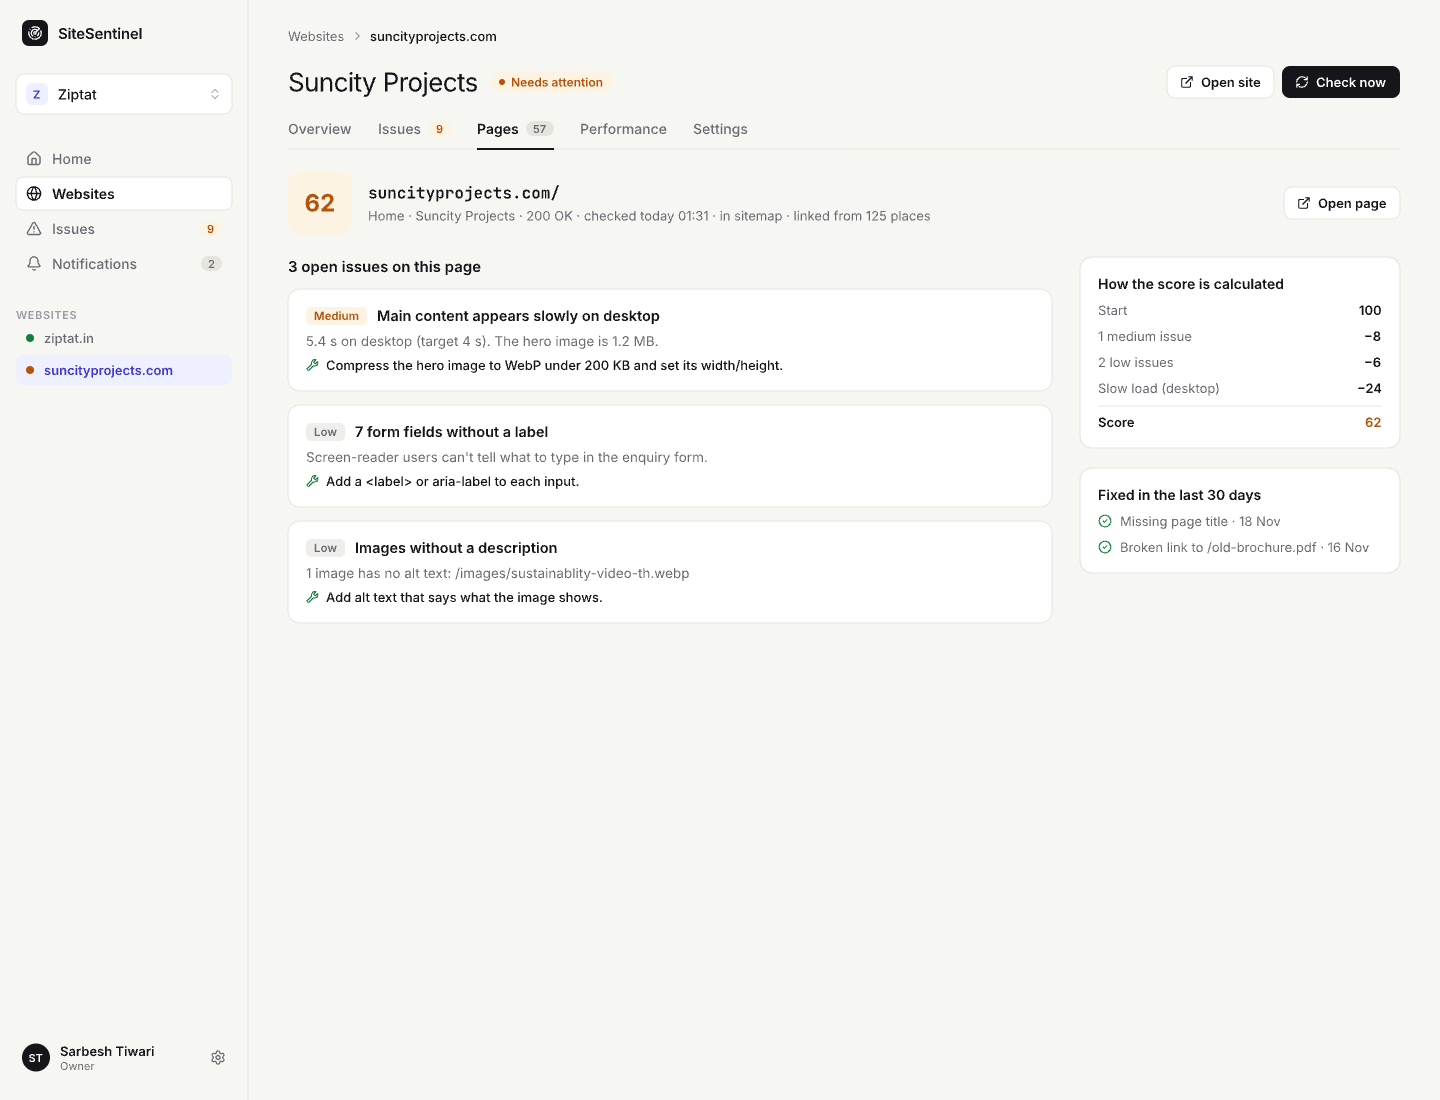 SiteSentinel
Z Ziptat
Home
Websites
Issues 9
Notifications 2
WEBSITES
ziptat.in
suncityprojects.com
ST Sarbesh Tiwari
Owner
Websites > suncityprojects.com
Suncity Projects Needs attention
Open site Check now
Overview Issues 9 Pages 57 Performance Settings
62 suncityprojects.com/
Home · Suncity Projects · 200 OK · checked today 01:31 · in sitemap · linked from 125 places
Open page
3 open issues on this page
Medium Main content appears slowly on desktop
5.4 s on desktop (target 4 s). The hero image is 1.2 MB.
Compress the hero image to WebP under 200 KB and set its width/height.
Low 7 form fields without a label
Screen-reader users can't tell what to type in the enquiry form.
Add a <label> or aria-label to each input.
Low Images without a description
1 image has no alt text: /images/sustainablity-video-th.webp
Add alt text that says what the image shows.
How the score is calculated
Start 100
1 medium issue −8
2 low issues −6
Slow load (desktop) −24
Score 62
Fixed in the last 30 days
Missing page title · 18 Nov
Broken link to /old-brochure.pdf · 16 Nov